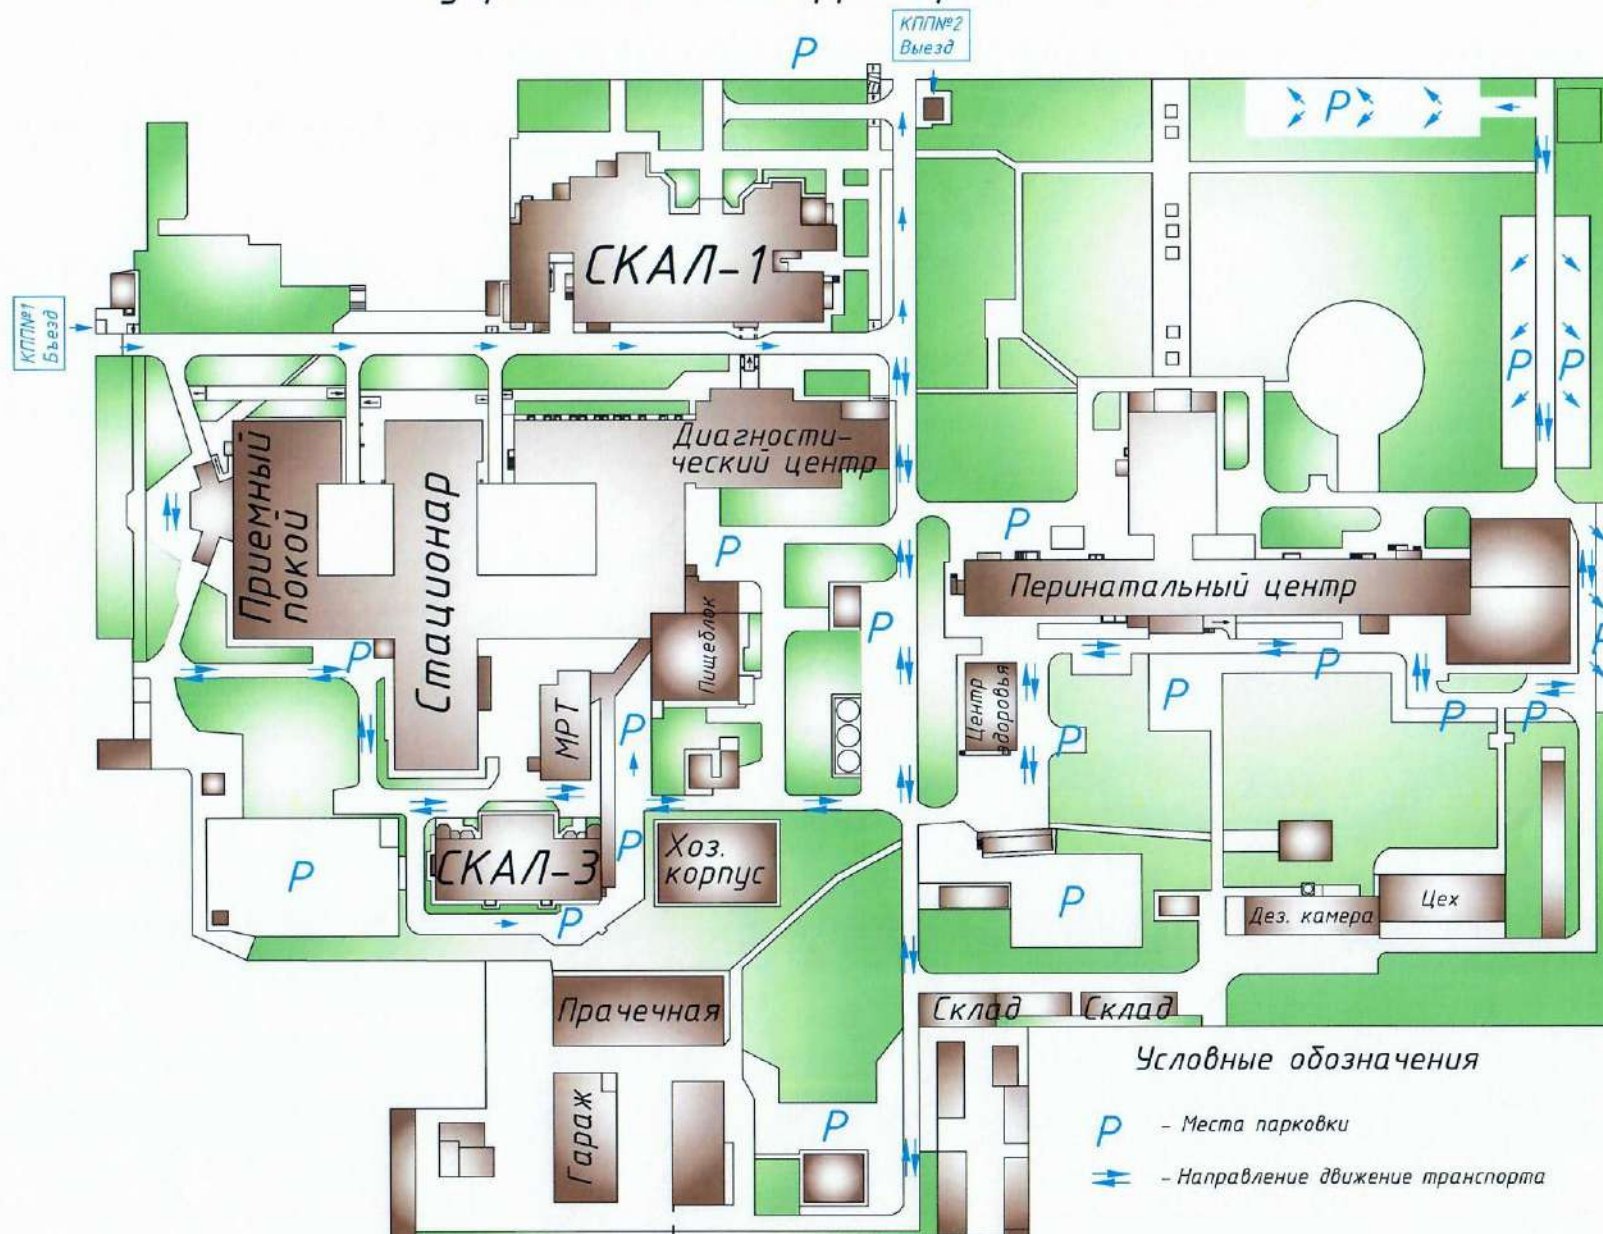 КПП№2
Выезд
P
P
КПП№1
Бъезд
СКАЛ-1
P
P
Диагности-
ческий центр
Приемный
покой
Стационар
P
P
Перинатальный центр
Пищеблок
P
P
P
P
P
Центр
здоровья
МРТ
P
P
P
P
P
СКАЛ-3
P
Хоз.
корпус
P
P
P
Дез. камера
Цех
Прачечная
Склад
Склад
Гараж
P
Условные обозначения
P - Места парковки
- Направление движение транспорта